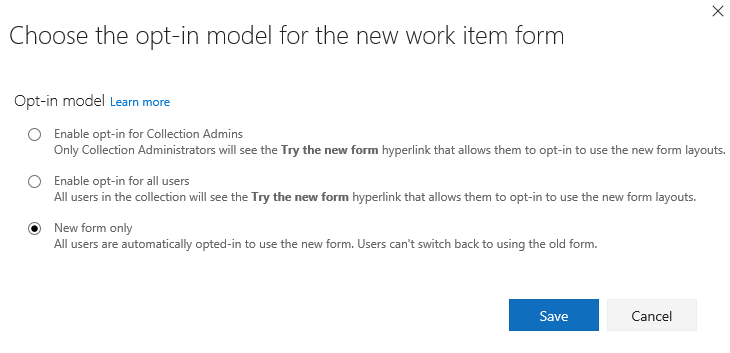 Choose the opt-in model for the new work item form
Opt-in model Learn more
Enable opt-in for Collection Admins
Only Collection Administrators will see the Try the new form hyperlink that allows them to opt-in to use the new form layouts.
Enable opt-in for all users
All users in the collection will see the Try the new form hyperlink that allows them to opt-in to use the new form layouts.
New form only
All users are automatically opted-in to use the new form. Users can't switch back to using the old form.
Save Cancel